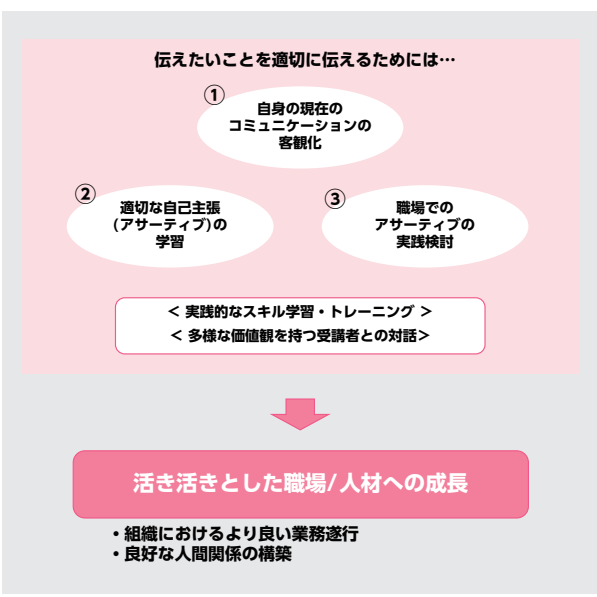 伝えたいことを適切に伝えるためには…
①
自身の現在の
コミュニケーションの
客観化
②
適切な自己主張
(アサーティブ)の
学習
③
職場での
アサーティブの
実践検討
< 実践的なスキル学習・トレーニング >
< 多様な価値観を持つ受講者との対話>
活き活きとした職場/人材への成長
・組織におけるより良い業務遂行
・良好な人間関係の構築